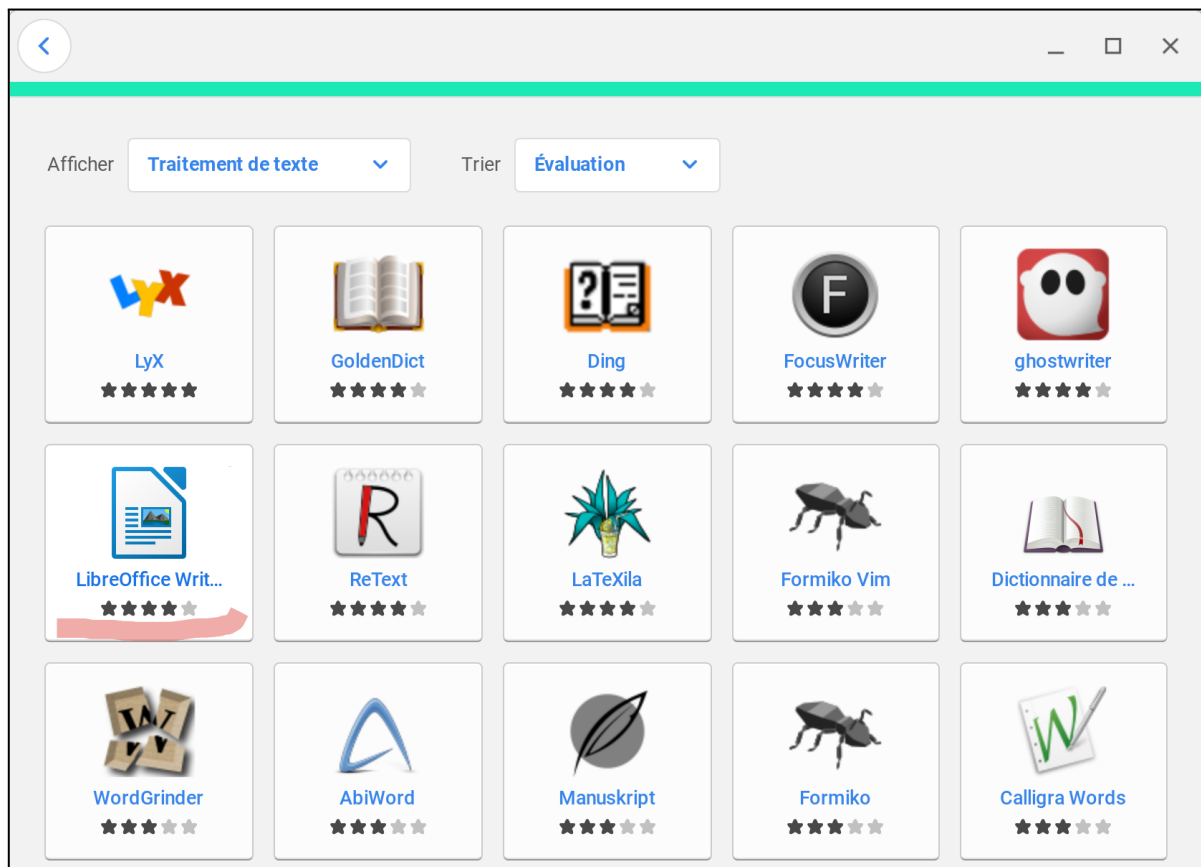 Afficher Traitement de texte Trier Évaluation
LyX GoldenDict Ding FocusWriter ghostwriter
LibreOffice Writ... ReText LaTeXila Formiko Vim Dictionnaire de ...
WordGrinder AbiWord Manuskript Formiko Calligra Words